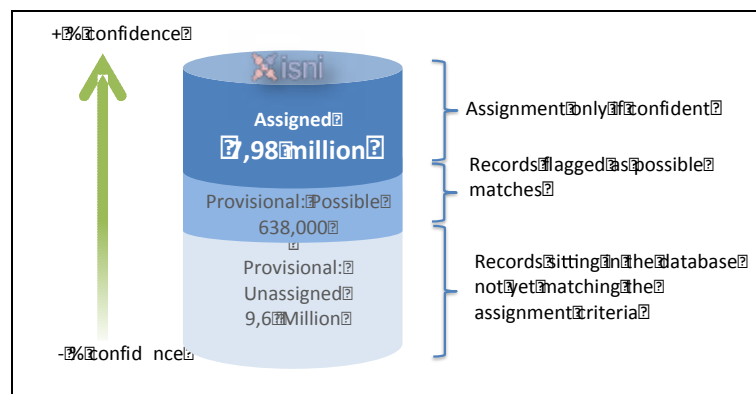 + % confidence
isni
Assigned
7,98 million
Provisional: Possible
638,000
Provisional:
Unassigned
9,6 Million
- % confid nce
Assignment only if confident
Records flagged as possible
matches
Records sitting in the database
not yet matching the
assignment criteria